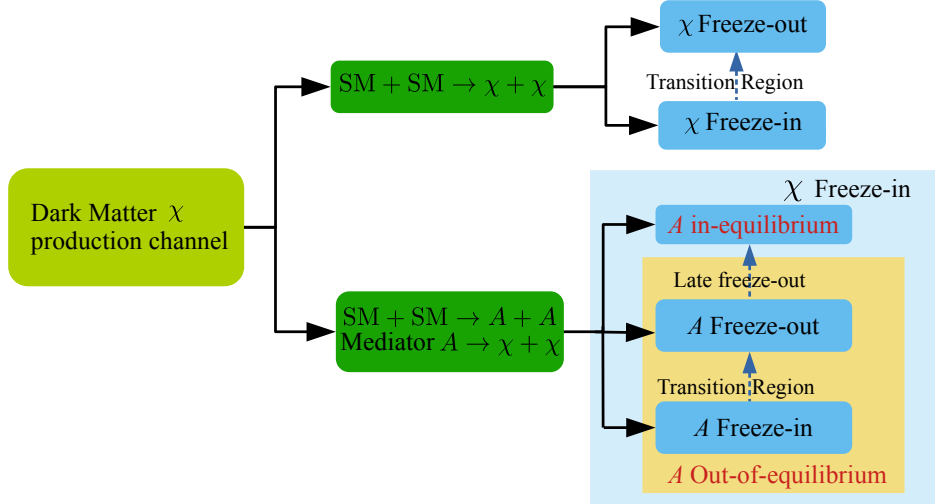 χ Freeze-out
Transition Region
SM + SM → χ + χ
χ Freeze-in
χ Freeze-in
Dark Matter χ
production channel
A in-equilibrium
Late freeze-out
SM + SM → A + A
Mediator A → χ + χ
A Freeze-out
Transition Region
A Freeze-in
A Out-of-equilibrium